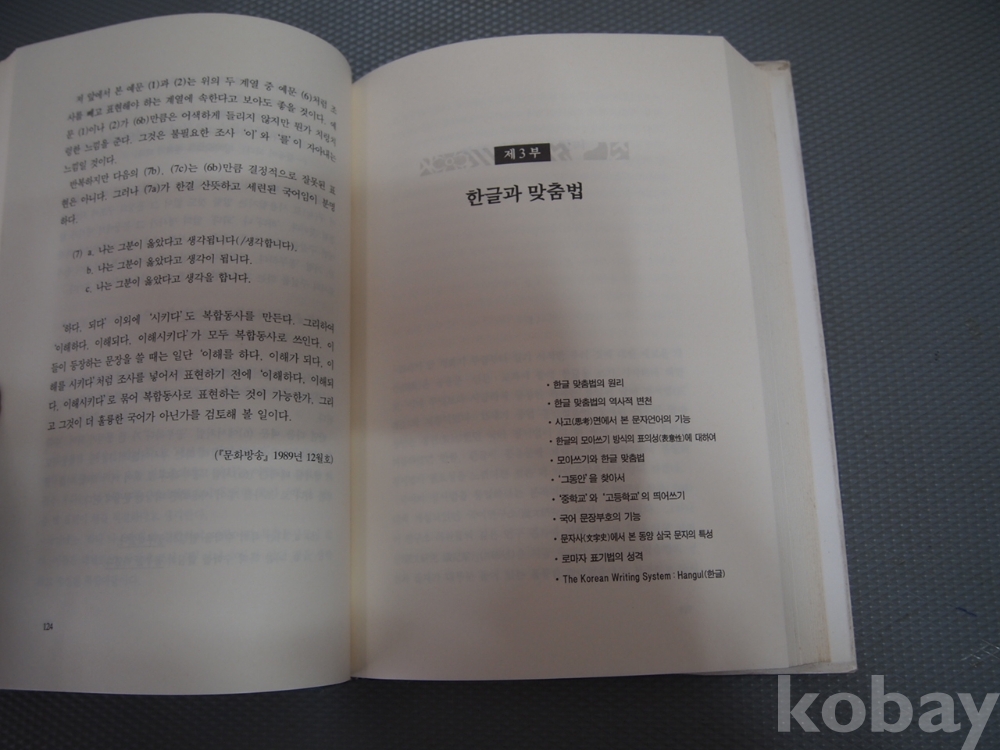 저 앞에서 본 예문 (1)과 (2)는 위의 두 계열 중 예문 (6)처럼 조
사를 빼고 표현해야 하는 계열에 속한다고 보아도 좋을 것이다. 예
문 (1)이나 (2)가 (6b)만큼은 어색하게 들리지 않지만 뭔가 치렁치
렁한 느낌을 준다. 그것은 불필요한 조사 '이'와 '를'이 자아내는
느낌일 것이다.
반복하지만 다음의 (7b), (7c)는 (6b)만큼 결정적으로 잘못된 표
현은 아니다. 그러나 (7a)가 한결 산뜻하고 세련된 국어임이 분명
하다.
(7) a. 나는 그분이 옳았다고 생각됩니다(/생각합니다).
b. 나는 그분이 옳았다고 생각이 됩니다.
c. 나는 그분이 옳았다고 생각을 합니다.
'하다, 되다' 이외에 '시키다'도 복합동사를 만든다. 그리하여
'이해하다, 이해되다, 이해시키다'가 모두 복합동사로 쓰인다. 이
들이 등장하는 문장을 쓸 때는 일단 '이해를 하다, 이해가 되다, 이
해를 시키다'처럼 조사를 넣어서 표현하기 전에 '이해하다, 이해되
다, 이해시키다'로 묶어 복합동사로 표현하는 것이 가능한가, 그리
고 그것이 더 훌륭한 국어가 아닌가를 검토해 볼 일이다.
(『문화방송』 1989년 12월호)
124
제3부
한글과 맞춤법
• 한글 맞춤법의 원리
• 한글 맞춤법의 역사적 변천
• 사고(思考)면에서 본 문자언어의 기능
• 한글의 모아쓰기 방식의 표의성(表意性)에 대하여
• 모아쓰기와 한글 맞춤법
• '그동안'을 찾아서
• '중학교'와 '고등학교'의 띄어쓰기
• 국어 문장부호의 기능
• 문자사(文字史)에서 본 동양 삼국 문자의 특성
• 로마자 표기법의 성격
• The Korean Writing System : Hangul(한글)
kobay